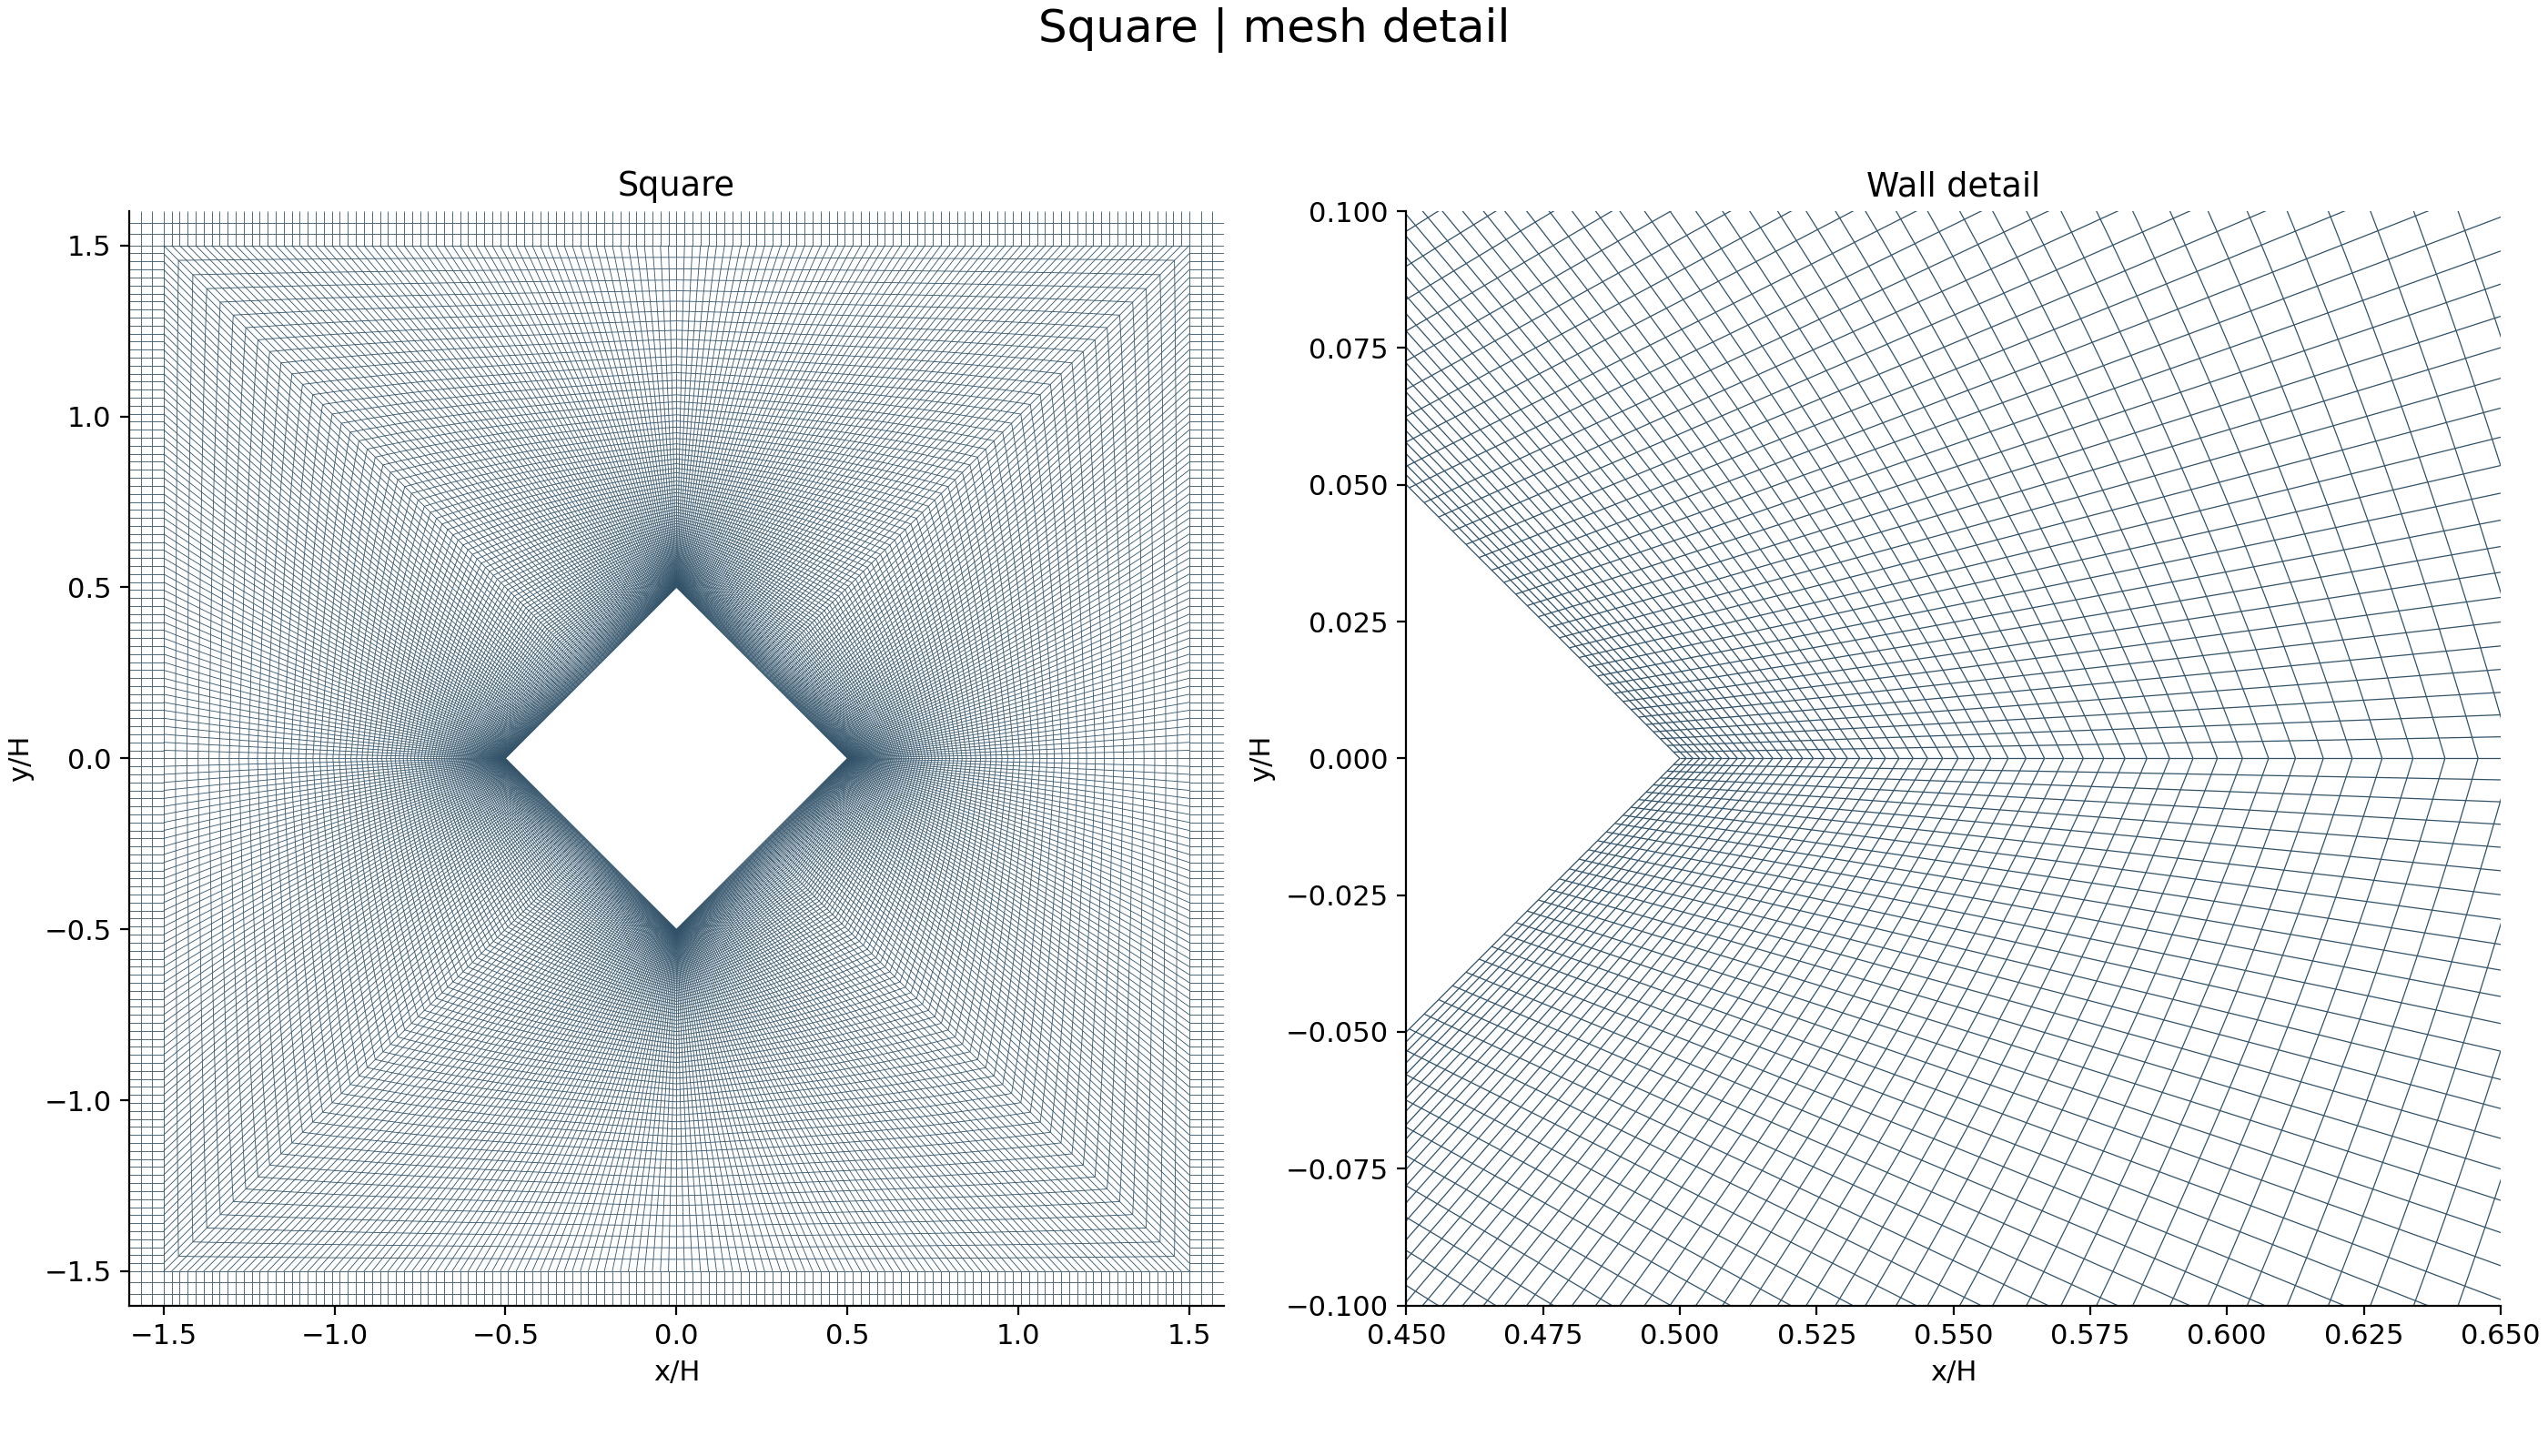 Square | mesh detail
Square
1.5
1.0
0.5
0.0
−0.5
−1.0
−1.5
y/H
−1.5 −1.0 −0.5 0.0 0.5 1.0 1.5
x/H
Wall detail
0.100
0.075
0.050
0.025
0.000
−0.025
−0.050
−0.075
−0.100
y/H
0.450 0.475 0.500 0.525 0.550 0.575 0.600 0.625 0.650
x/H